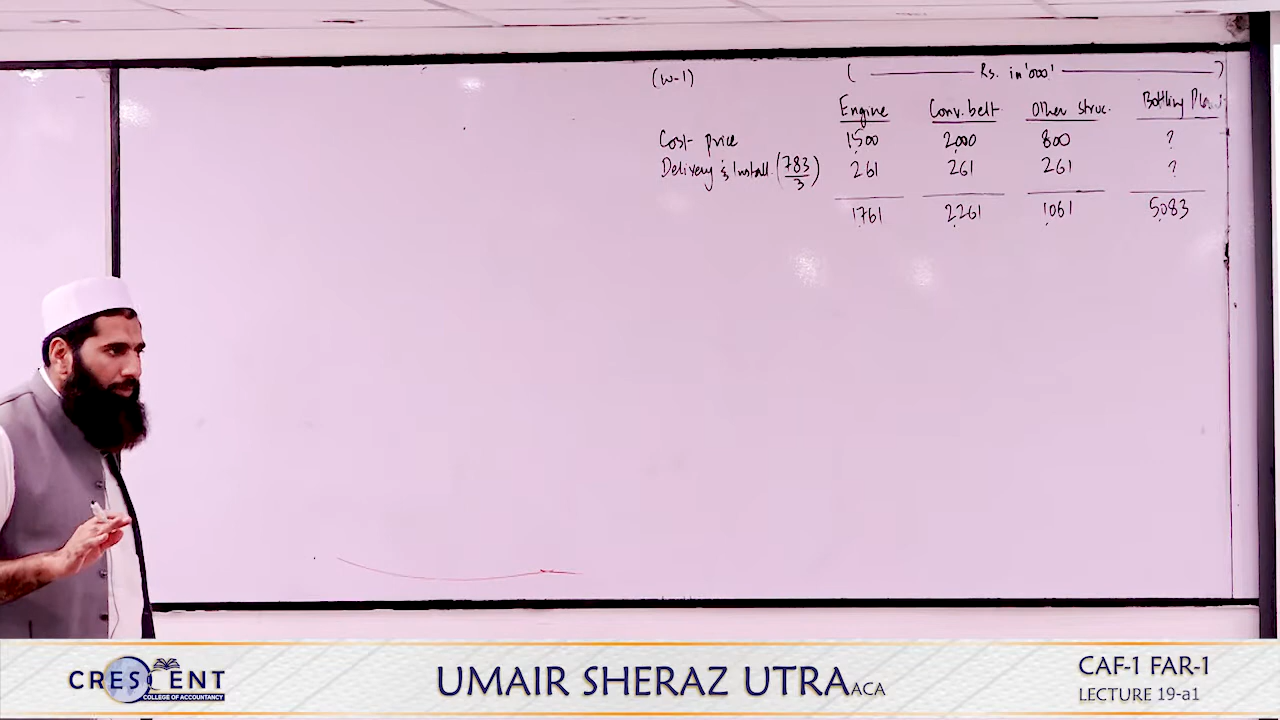 (W-1) ( Rs. in '000' )
Engine Conv. belt Other struc. Bottling Plant
Cost price 1500 2000 800 ?
Delivery & Install. (783/3) 261 261 261 ?
1761 2261 1061 5083
CRESCENT
COLLEGE OF ACCOUNTANCY
UMAIR SHERAZ UTRA ACA
CAF-1 FAR-1
LECTURE 19-a1